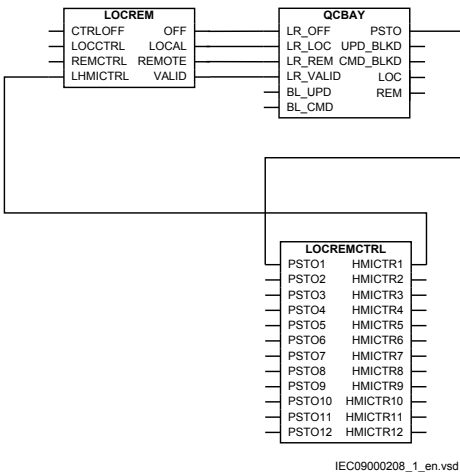 LOCREM
CTRLOFF OFF
LOCCTRL LOCAL
REMCTRL REMOTE
LHMICTRL VALID
QCBAY
LR_OFF PSTO
LR_LOC UPD_BLKD
LR_REM CMD_BLKD
LR_VALID LOC
BL_UPD REM
BL_CMD
LOCREMCTRL
PSTO1 HMICTR1
PSTO2 HMICTR2
PSTO3 HMICTR3
PSTO4 HMICTR4
PSTO5 HMICTR5
PSTO6 HMICTR6
PSTO7 HMICTR7
PSTO8 HMICTR8
PSTO9 HMICTR9
PSTO10 HMICTR10
PSTO11 HMICTR11
PSTO12 HMICTR12
IEC09000208_1_en.vsd